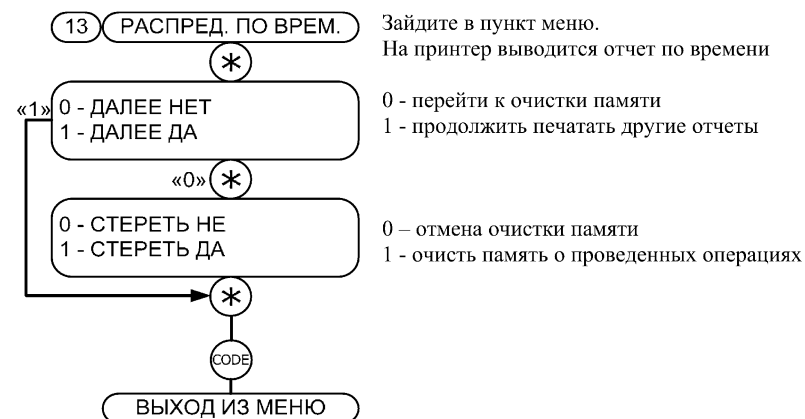 13 РАСПРЕД. ПО ВРЕМ. Зайдите в пункт меню.
На принтер выводится отчет по времени
*
«1» 0 - ДАЛЕЕ НЕТ 0 - перейти к очистки памяти
1 - ДАЛЕЕ ДА 1 - продолжить печатать другие отчеты
«0» *
0 - СТЕРЕТЬ НЕ 0 – отмена очистки памяти
1 - СТЕРЕТЬ ДА 1 - очисть память о проведенных операциях
*
CODE
ВЫХОД ИЗ МЕНЮ